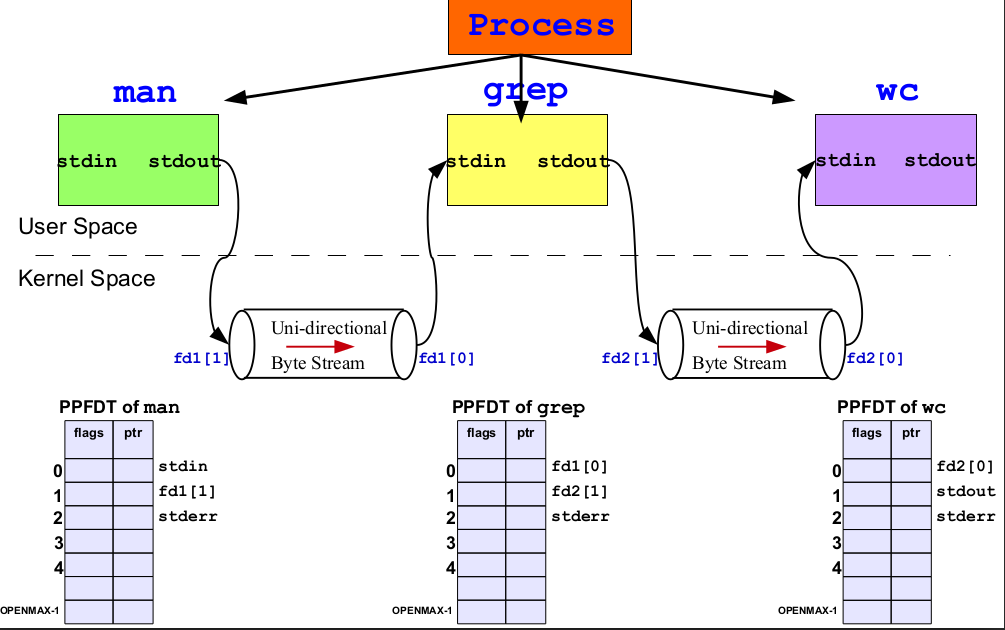 Process
man
grep
wc
stdin stdout
stdin stdout
stdin stdout
User Space
Kernel Space
Uni-directional
Byte Stream
fd1[1]
fd1[0]
Uni-directional
Byte Stream
fd2[1]
fd2[0]
PPFDT of man
flags ptr
0 stdin
1 fd1[1]
2 stderr
3
4
OPENMAX-1
PPFDT of grep
flags ptr
0 fd1[0]
1 fd2[1]
2 stderr
3
4
OPENMAX-1
PPFDT of wc
flags ptr
0 fd2[0]
1 stdout
2 stderr
3
4
OPENMAX-1